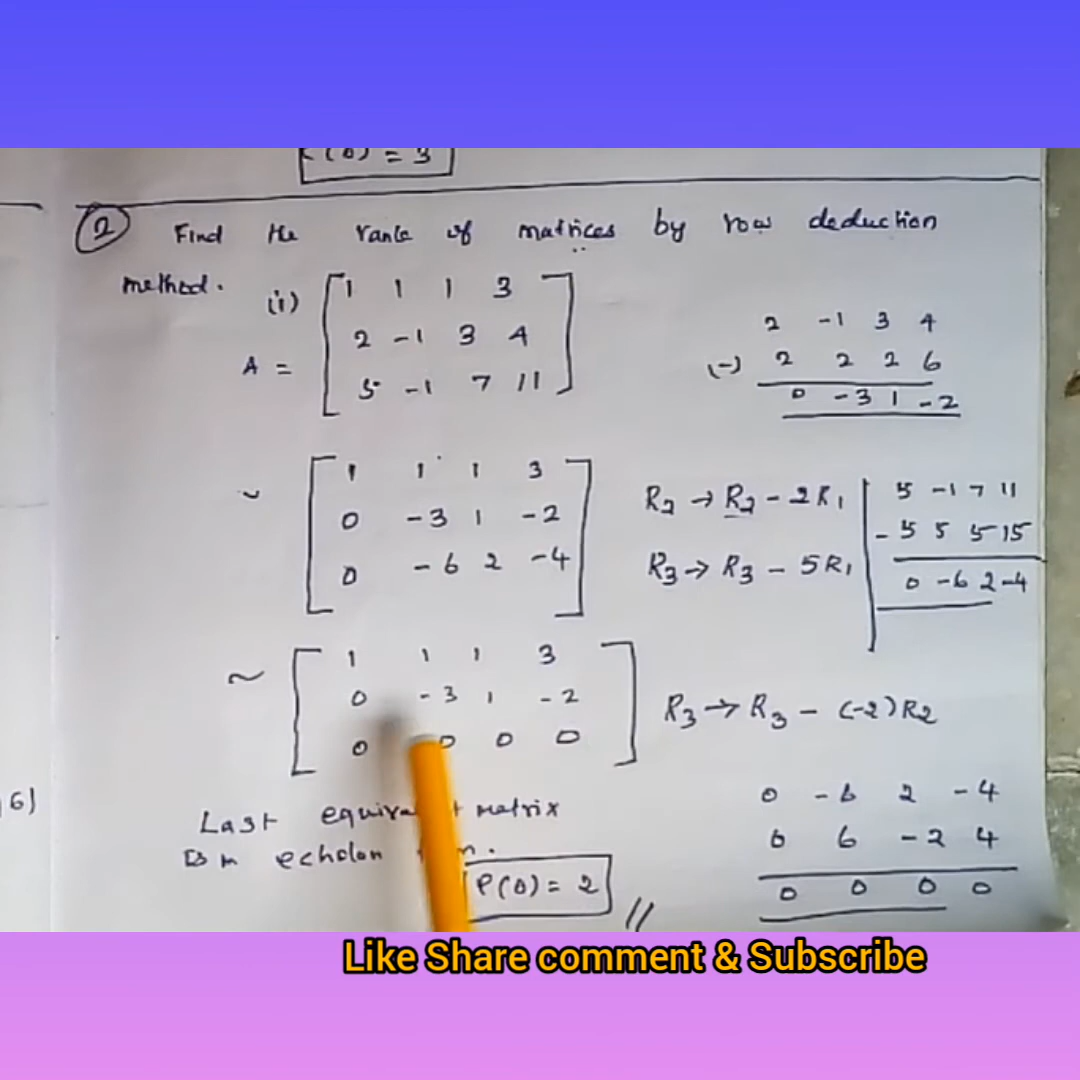 (A) = 3
2 Find the rank of matrices by row deduction
method. (i)
A = [ 1 1 1 3
2 -1 3 4
5 -1 7 11 ]
2 -1 3 4
(-) 2 2 2 6
0 -3 1 -2
~ [ 1 1 1 3
0 -3 1 -2
0 -6 2 -4 ]
R2 → R2 - 2R1
R3 → R3 - 5R1
5 -1 7 11
- 5 5 5 15
0 -6 2 -4
~ [ 1 1 1 3
0 -3 1 -2
0 0 0 0 ]
R3 → R3 - (-2)R2
0 -6 2 -4
0 6 -2 4
0 0 0 0
6)
Last matrix
is in echolon
P(A) = 2 //
Like Share comment & Subscribe